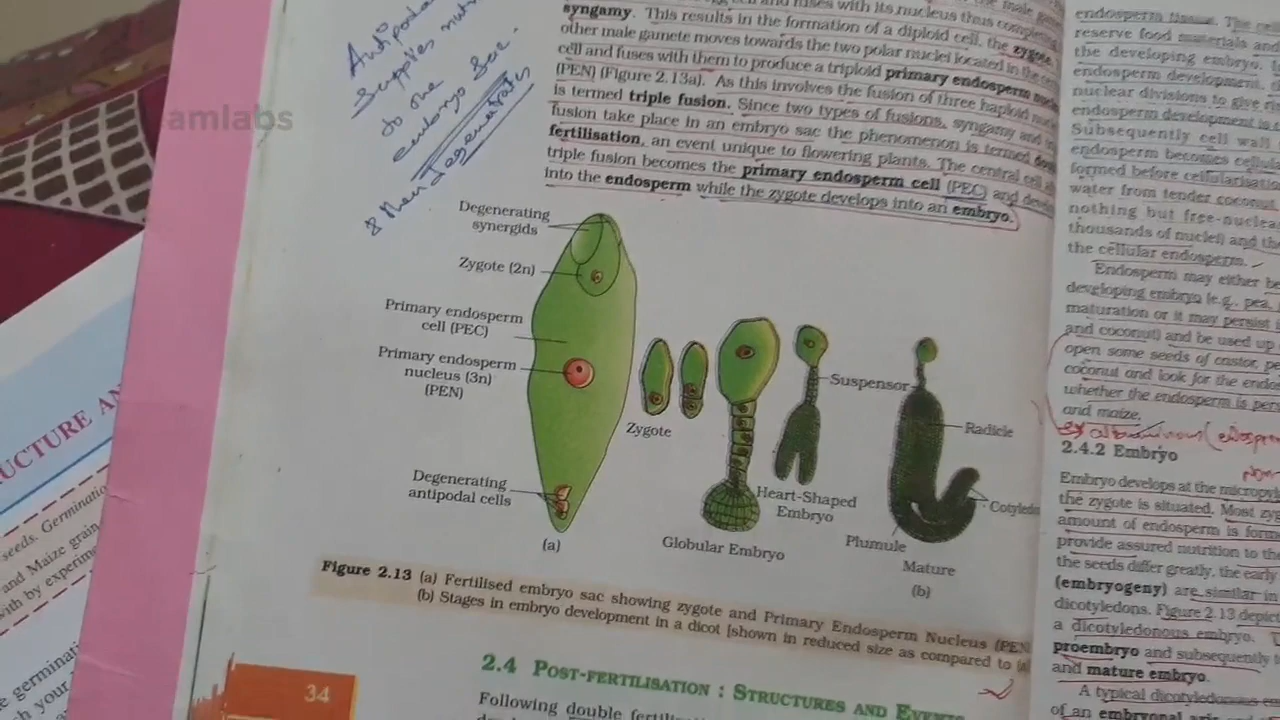 Antipodal
Supplies
to the
embryo Sac.
& then degenerates
amlabs
and fuses with its nucleus thus
syngamy. This results in the formation of a diploid cell, the zygote
other male gamete moves towards the two polar nuclei located in the
cell and fuses with them to produce a triploid primary endosperm
(PEN) (Figure 2.13a). As this involves the fusion of three haploid
is termed triple fusion. Since two types of fusions, syngamy and
fusion take place in an embryo sac the phenomenon is termed
fertilisation, an event unique to flowering plants. The central cell
triple fusion becomes the primary endosperm cell (PEC) and
into the endosperm while the zygote develops into an embryo.
Degenerating
synergids
Zygote (2n)
Primary endosperm
cell (PEC)
Primary endosperm
nucleus (3n)
(PEN)
Degenerating
antipodal cells
(a)
Zygote
Globular Embryo
Suspensor
Heart-Shaped
Embryo
Radicle
Plumule
Mature
(b)
Figure 2.13 (a) Fertilised embryo sac showing zygote and Primary Endosperm Nucleus (PEN
(b) Stages in embryo development in a dicot [shown in reduced size as compared to (a)
2.4 POST-FERTILISATION : STRUCTURES AND EVENTS
Following double
34
endosperm tissue. The
reserve food materials and
the developing embryo.
endosperm development,
nuclear divisions to give
endosperm development is
Subsequently cell wall
endosperm becomes
formed before
water from tender coconut
nothing but free-nuclear
thousands of nuclei) and
the cellular endosperm.
Endosperm may either
developing embryo (e.g., pea,
maturation or it may persist
and coconut) and be used up
open some seeds of castor,
coconut and look for the
whether the endosperm is
and maize.
2.4.2 Embryo
Embryo develops at the
the zygote is situated. Most
amount of endosperm is
provide assured nutrition to the
the seeds differ greatly, the early
(embryogeny) are similar in
dicotyledons. Figure 2.13
a dicotyledonous embryo.
proembryo and subsequently
and mature embryo.
A typical dicotyledonous
of an embryonal
seeds. Germination
and Maize grain
with by